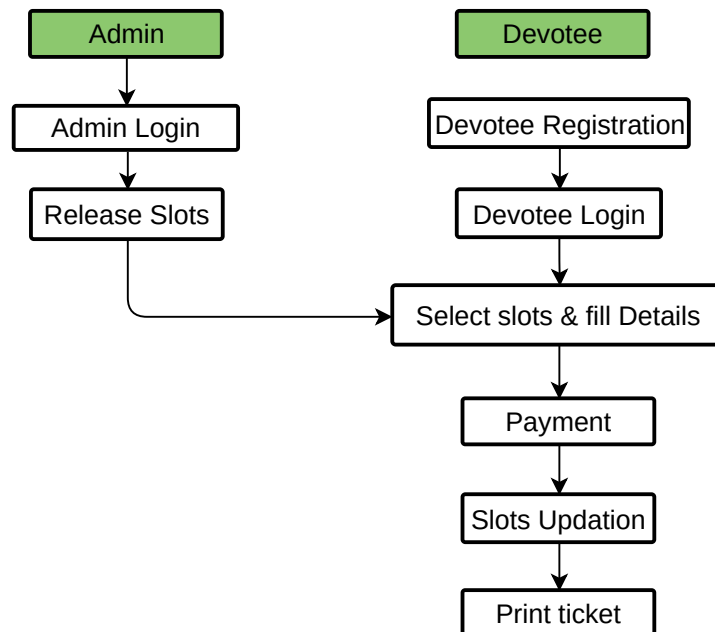 Admin
Devotee
Admin Login
Devotee Registration
Release Slots
Devotee Login
Select slots & fill Details
Payment
Slots Updation
Print ticket